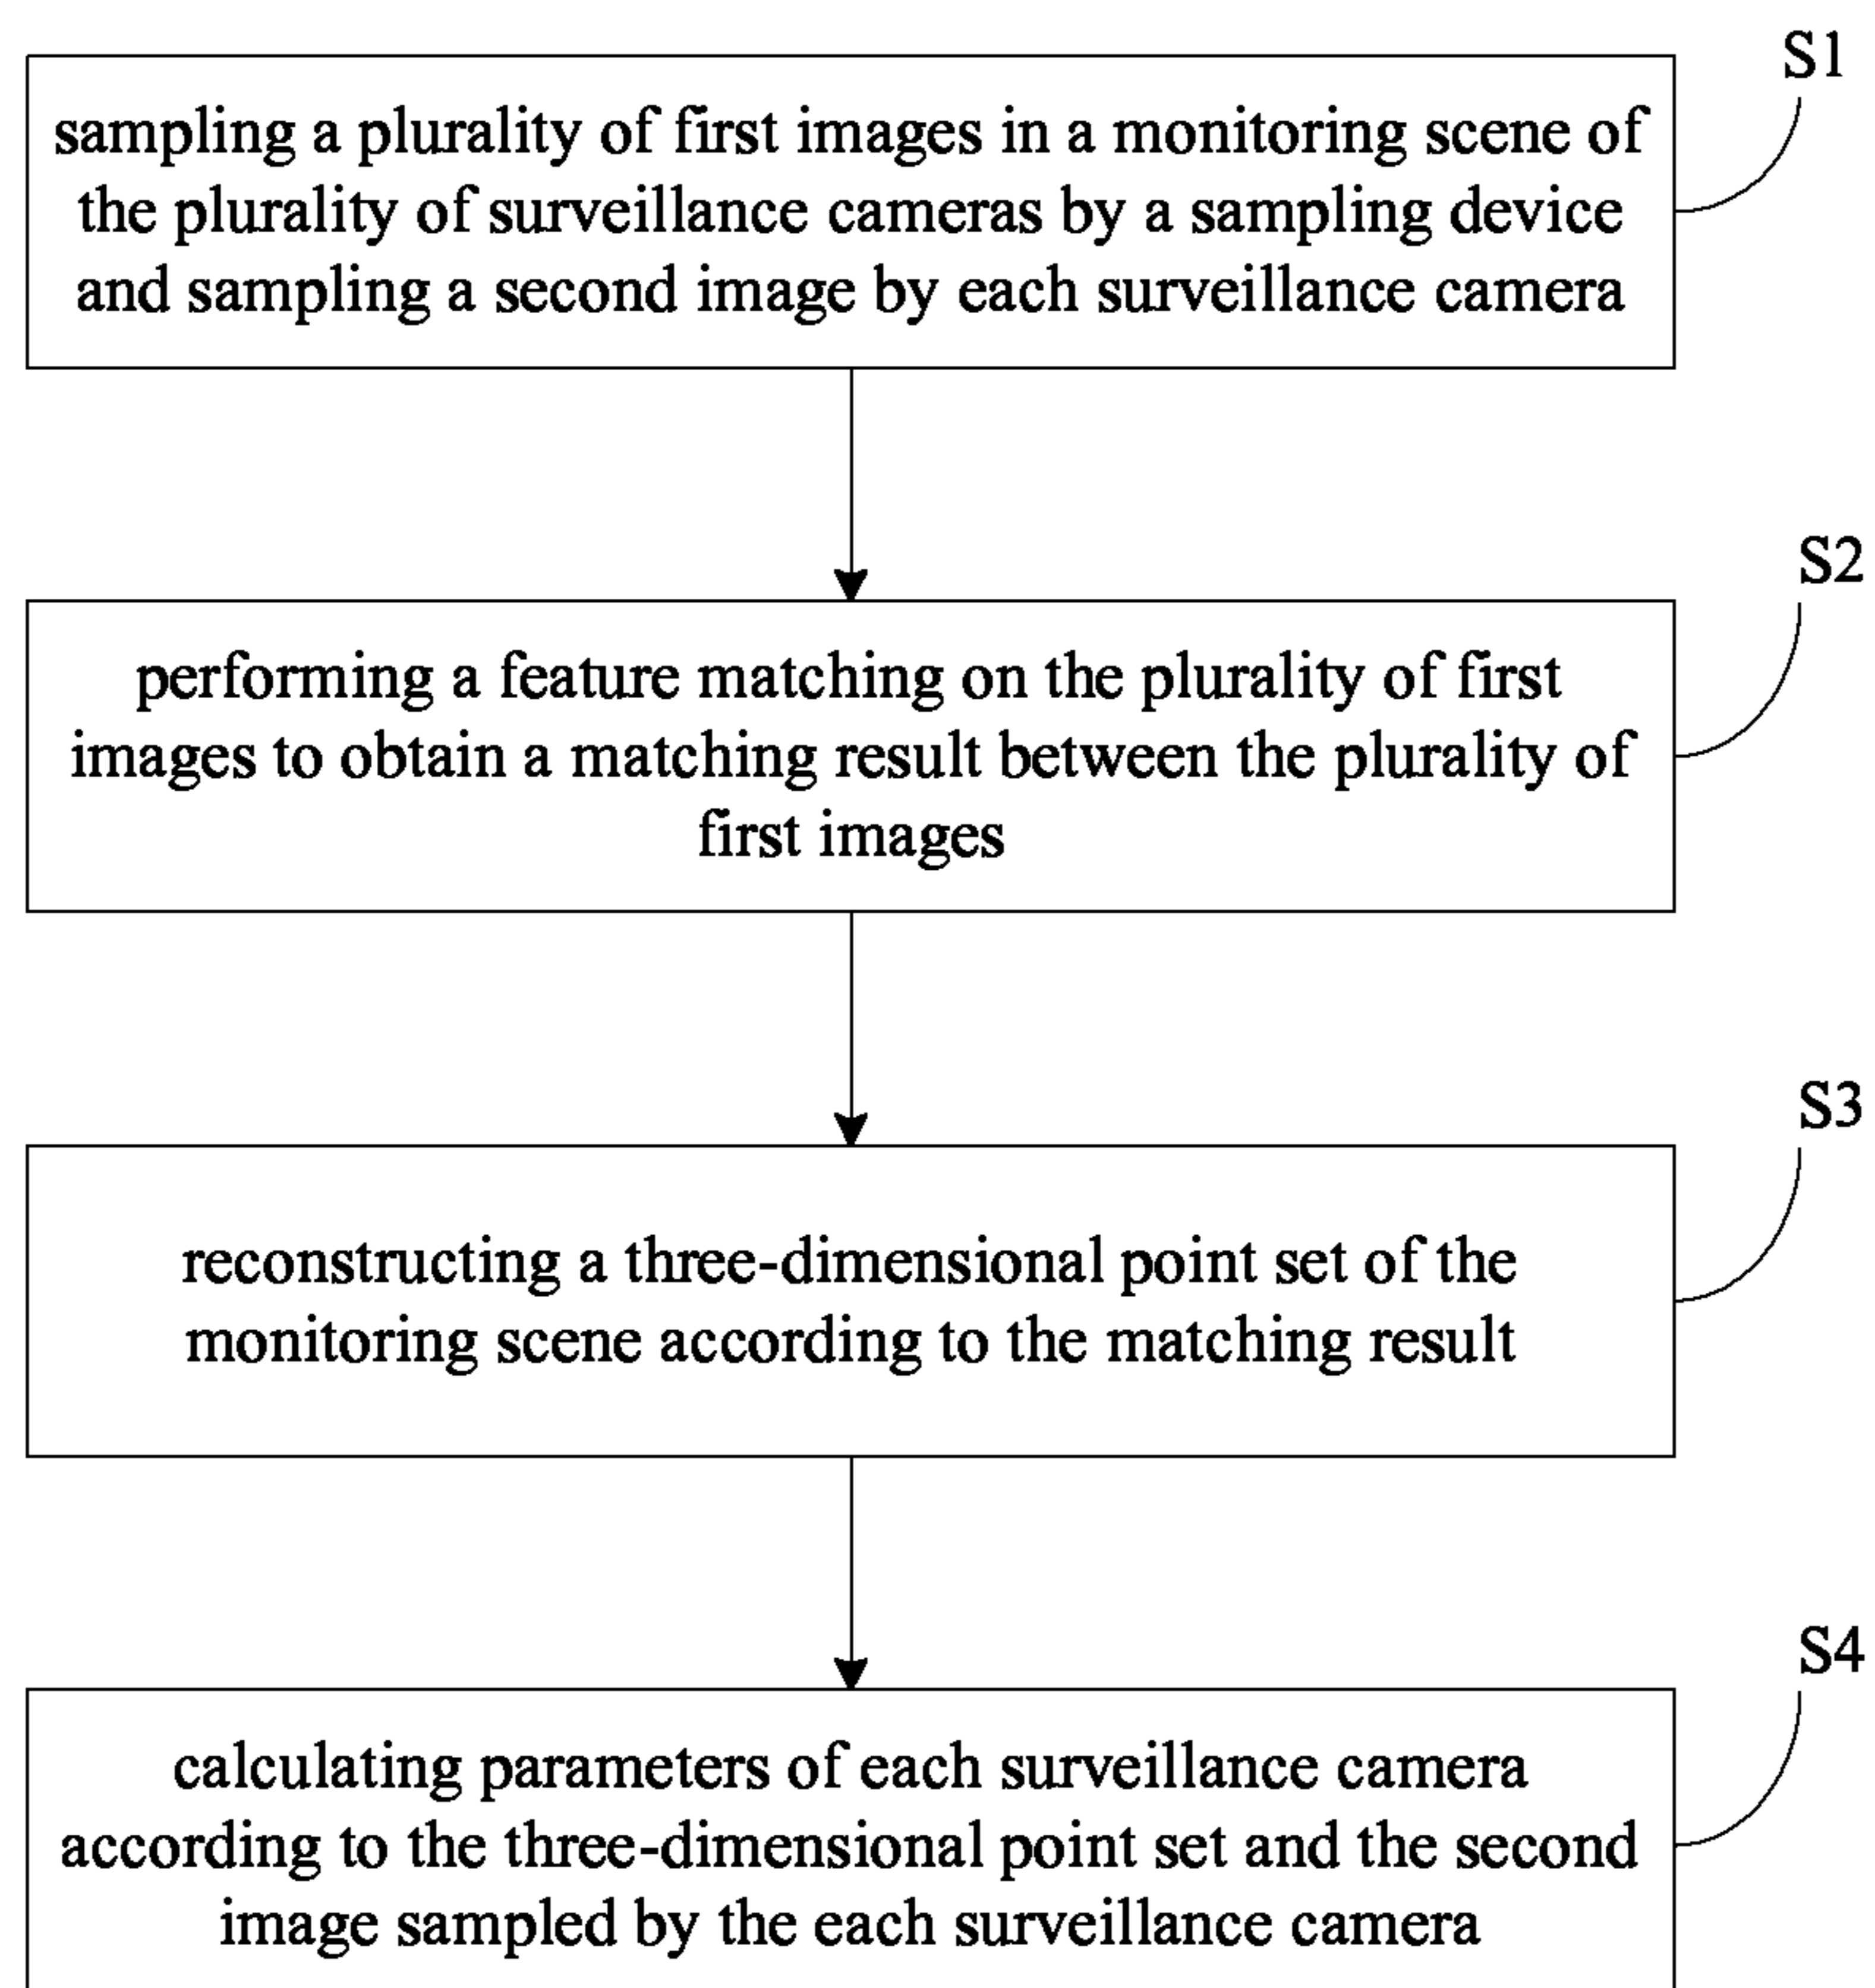 S1
sampling a plurality of first images in a monitoring scene of
the plurality of surveillance cameras by a sampling device
and sampling a second image by each surveillance camera
S2
performing a feature matching on the plurality of first
images to obtain a matching result between the plurality of
first images
S3
reconstructing a three-dimensional point set of the
monitoring scene according to the matching result
S4
calculating parameters of each surveillance camera
according to the three-dimensional point set and the second
image sampled by the each surveillance camera